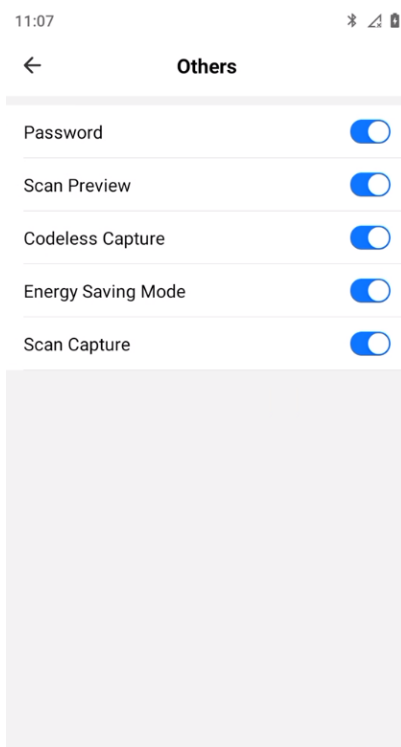 11:07
Others
Password
Scan Preview
Codeless Capture
Energy Saving Mode
Scan Capture